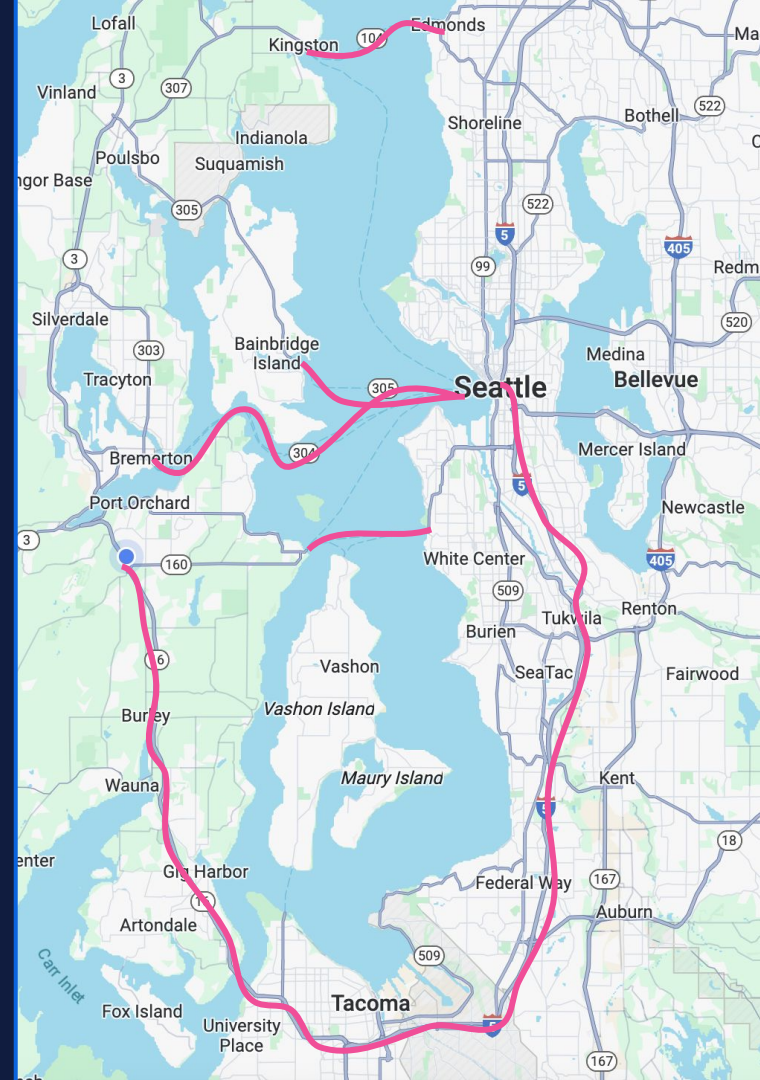 Lofall
Edmonds
Kingston
104
Ma
3
307
Vinland
522
Bothell
Shoreline
Indianola
Poulsbo
Suquamish
ngor Base
522
305
5
405
3
99
Redm
Silverdale
520
303
Bainbridge
Island
Medina
Tracyton
305
Seattle
Bellevue
Bremerton
304
Mercer Island
5
Port Orchard
Newcastle
3
160
White Center
405
509
Tukwila
Renton
Burien
16
Vashon
SeaTac
Fairwood
Vashon Island
Burley
Maury Island
Kent
Wauna
5
18
enter
Gig Harbor
Federal Way
167
16
Auburn
Artondale
509
Carr Inlet
Tacoma
Fox Island
University
Place
5
167